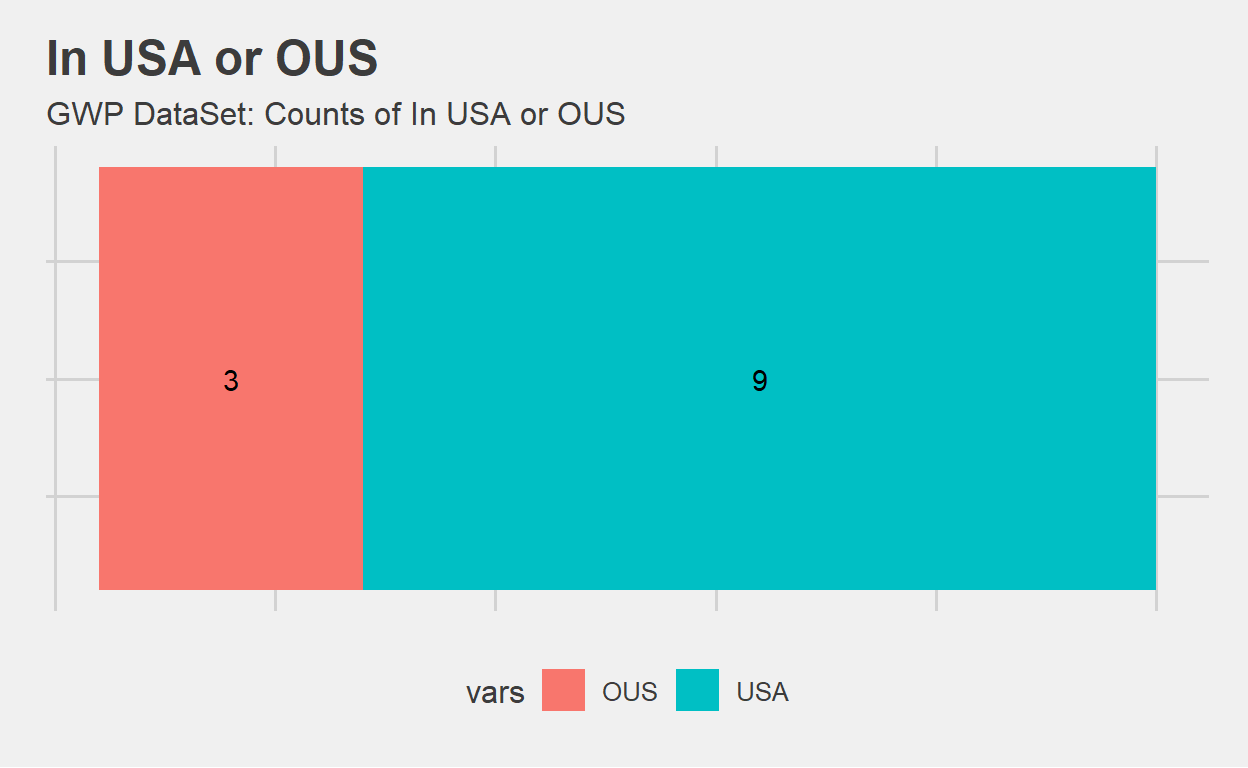 In USA or OUS
GWP DataSet: Counts of In USA or OUS
3 9
vars OUS USA